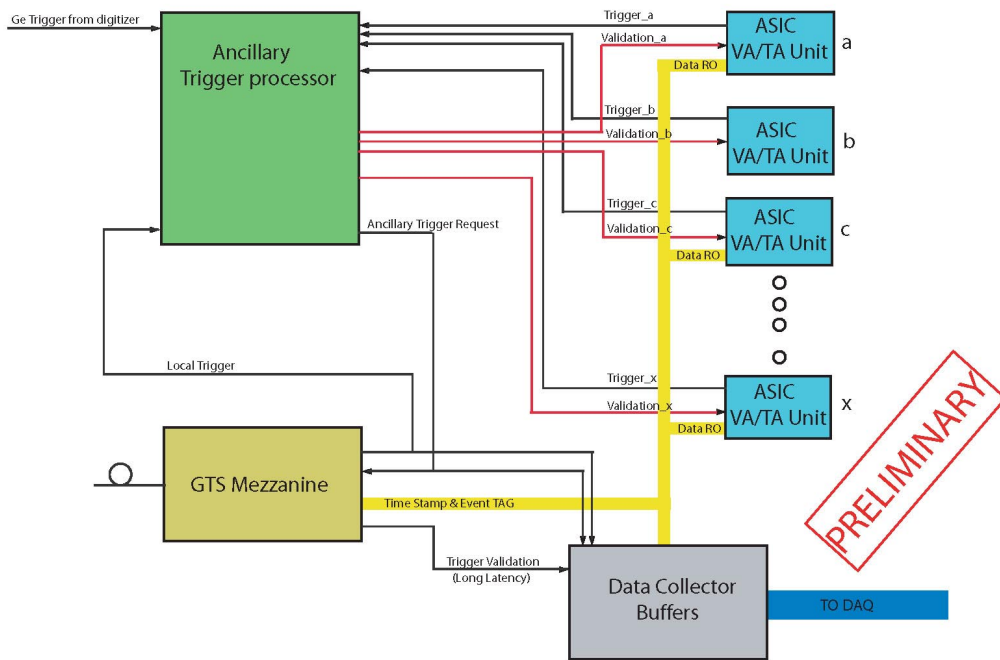 Ge Trigger from digitizer
Ancillary
Trigger processor
Trigger_a
Validation_a
Data RO
ASIC
VA/TA Unit
a
Trigger_b
Validation_b
ASIC
VA/TA Unit
b
Trigger_c
Validation_c
Data RO
ASIC
VA/TA Unit
c
Ancillary Trigger Request
Local Trigger
Trigger_x
Validation_x
Data RO
ASIC
VA/TA Unit
x
PRELIMINARY
GTS Mezzanine
Time Stamp & Event TAG
Trigger Validation
(Long Latency)
Data Collector
Buffers
TO DAQ